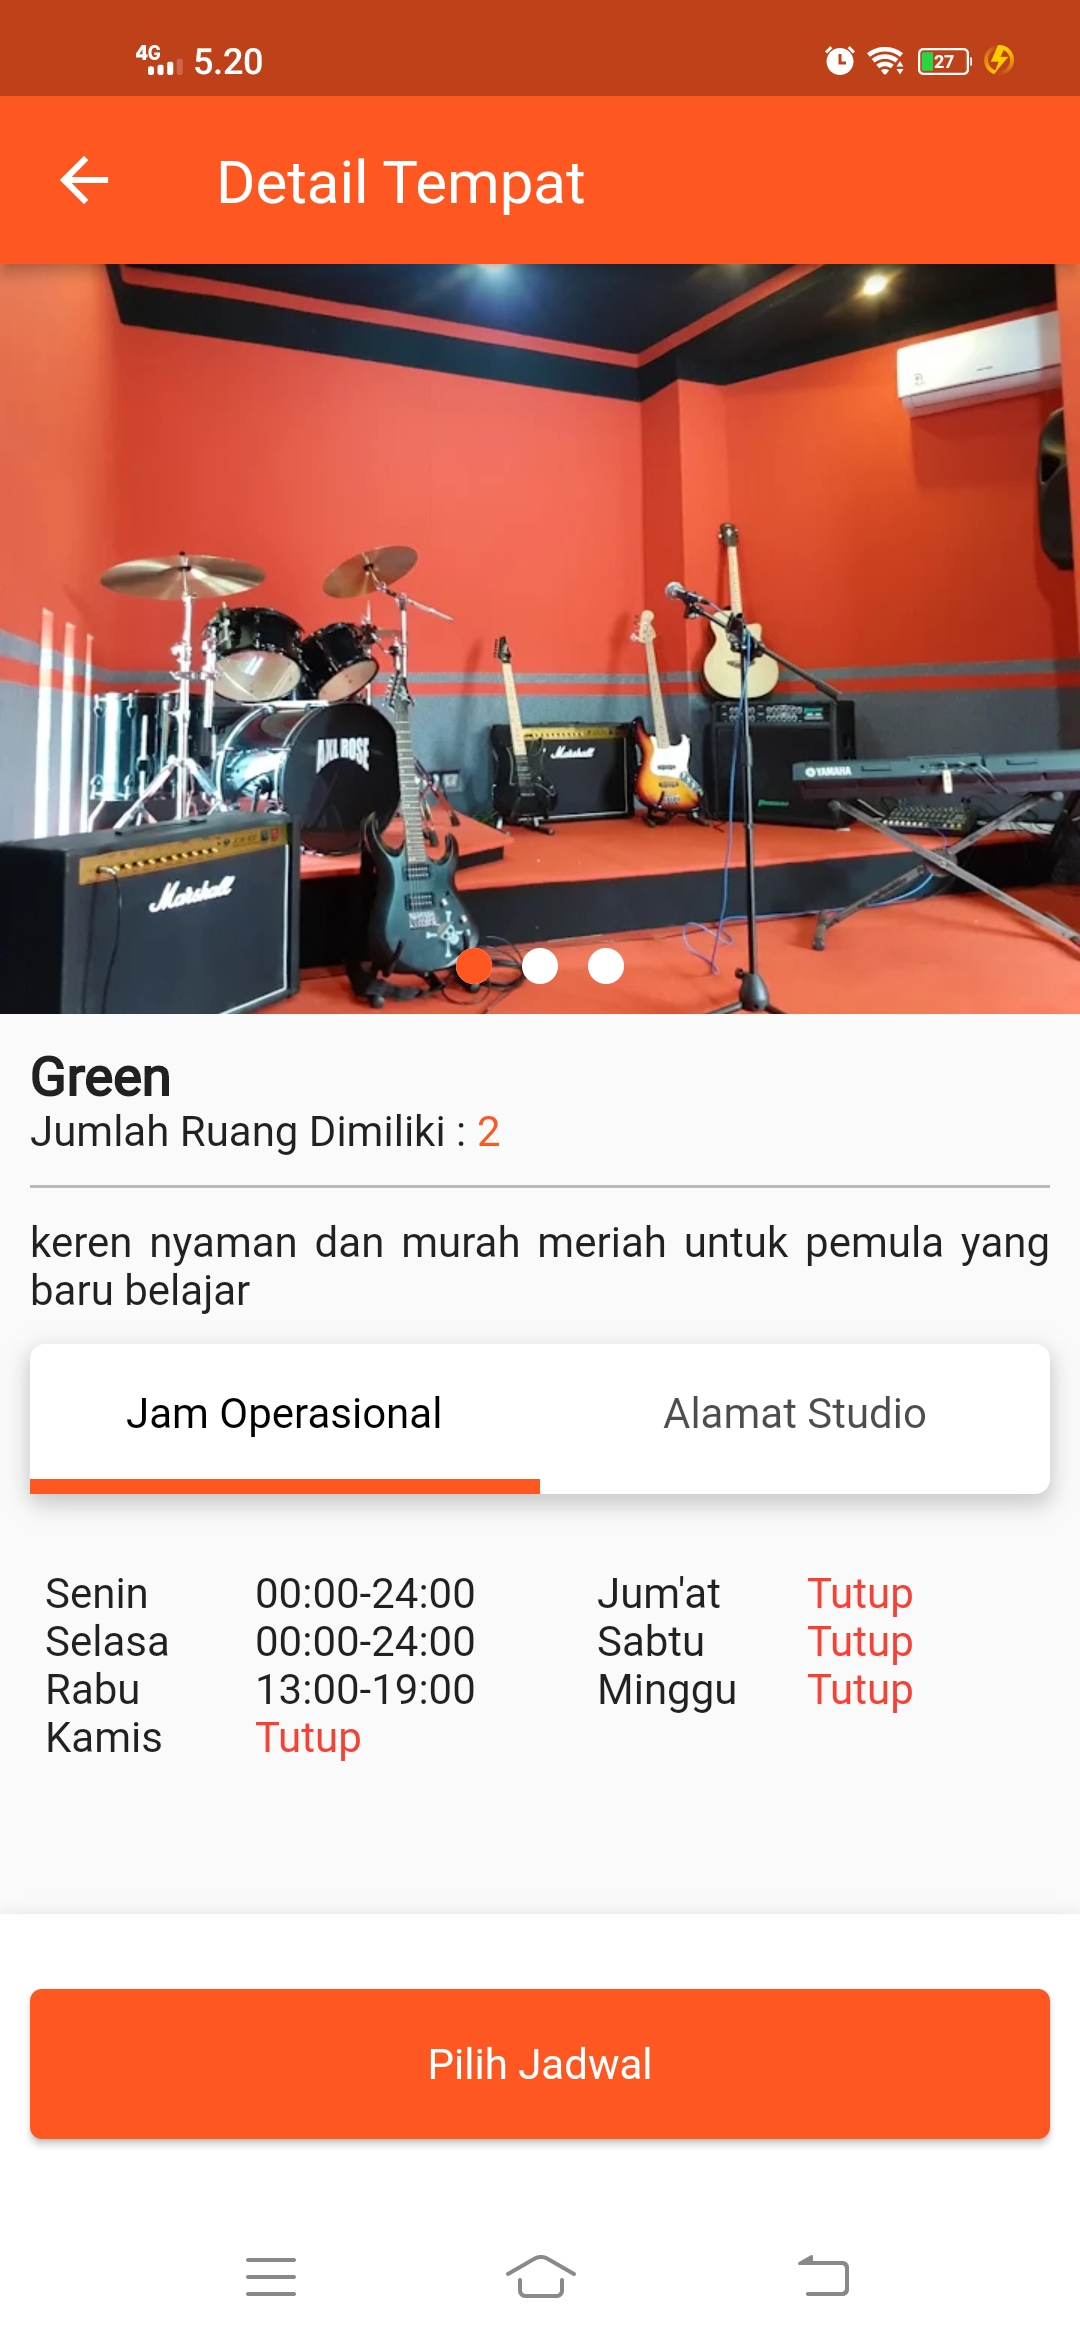 4G 5.20 27
Detail Tempat
AXL ROSE
Marshall
YAMAHA
Marshall
Green
Jumlah Ruang Dimiliki : 2
keren nyaman dan murah meriah untuk pemula yang
baru belajar
Jam Operasional Alamat Studio
Senin 00:00-24:00 Jum'at Tutup
Selasa 00:00-24:00 Sabtu Tutup
Rabu 13:00-19:00 Minggu Tutup
Kamis Tutup
Pilih Jadwal